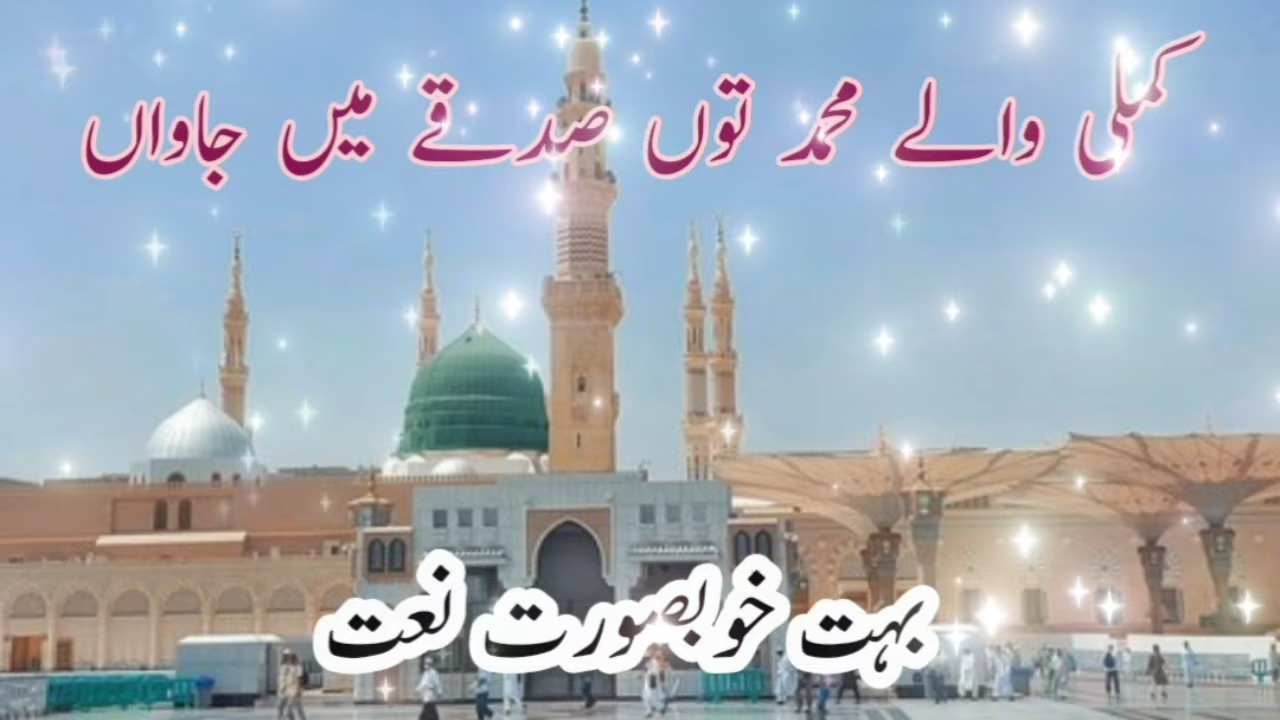 کملی والے محمد توں صدقے میں جاواں
بہت خوبصورت نعت